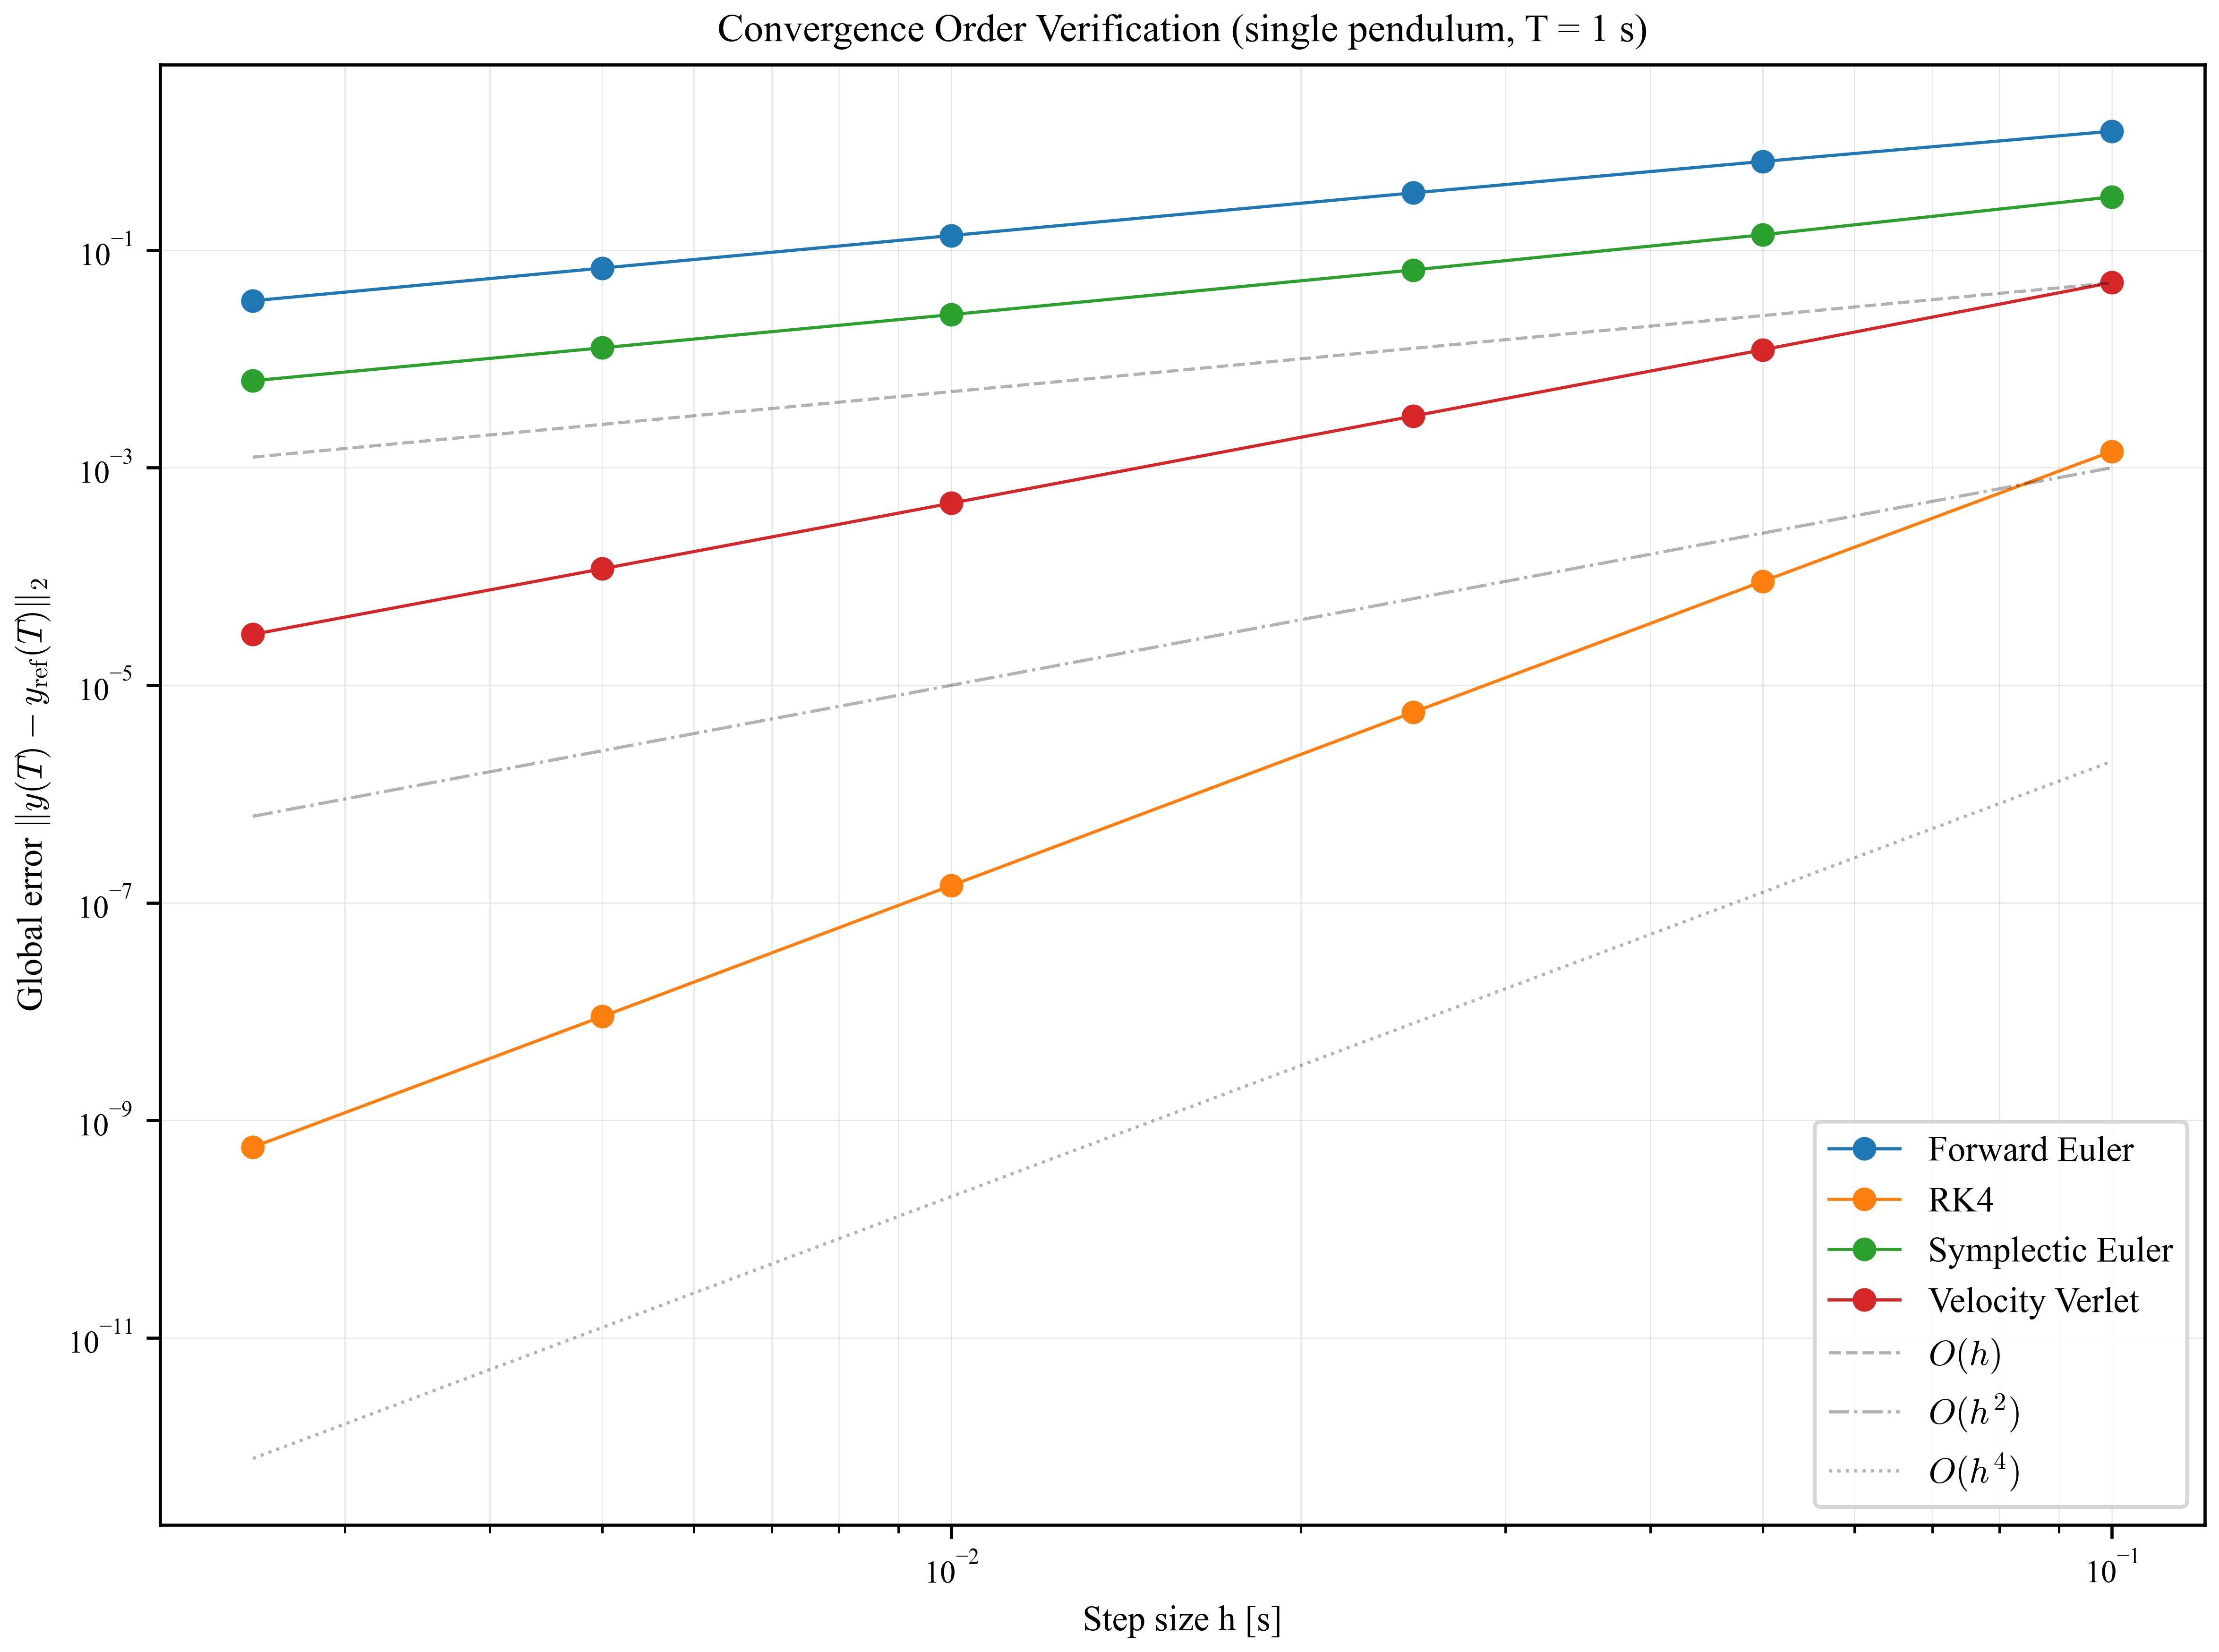 Convergence Order Verification (single pendulum, T = 1 s)
Global error ||y(T) − y_ref(T)||_2
10^−1
10^−3
10^−5
10^−7
10^−9
10^−11
Forward Euler
RK4
Symplectic Euler
Velocity Verlet
O(h)
O(h^2)
O(h^4)
10^−2
10^−1
Step size h [s]